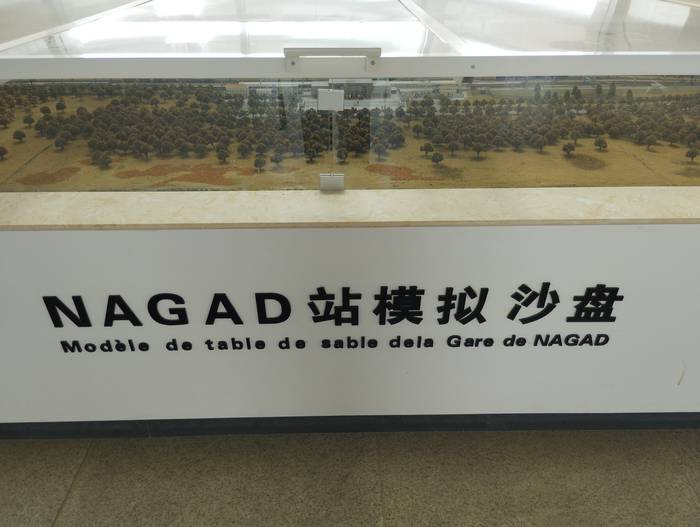 NAGAD站模拟沙盘
Modèle de table de sable dela Gare de NAGAD